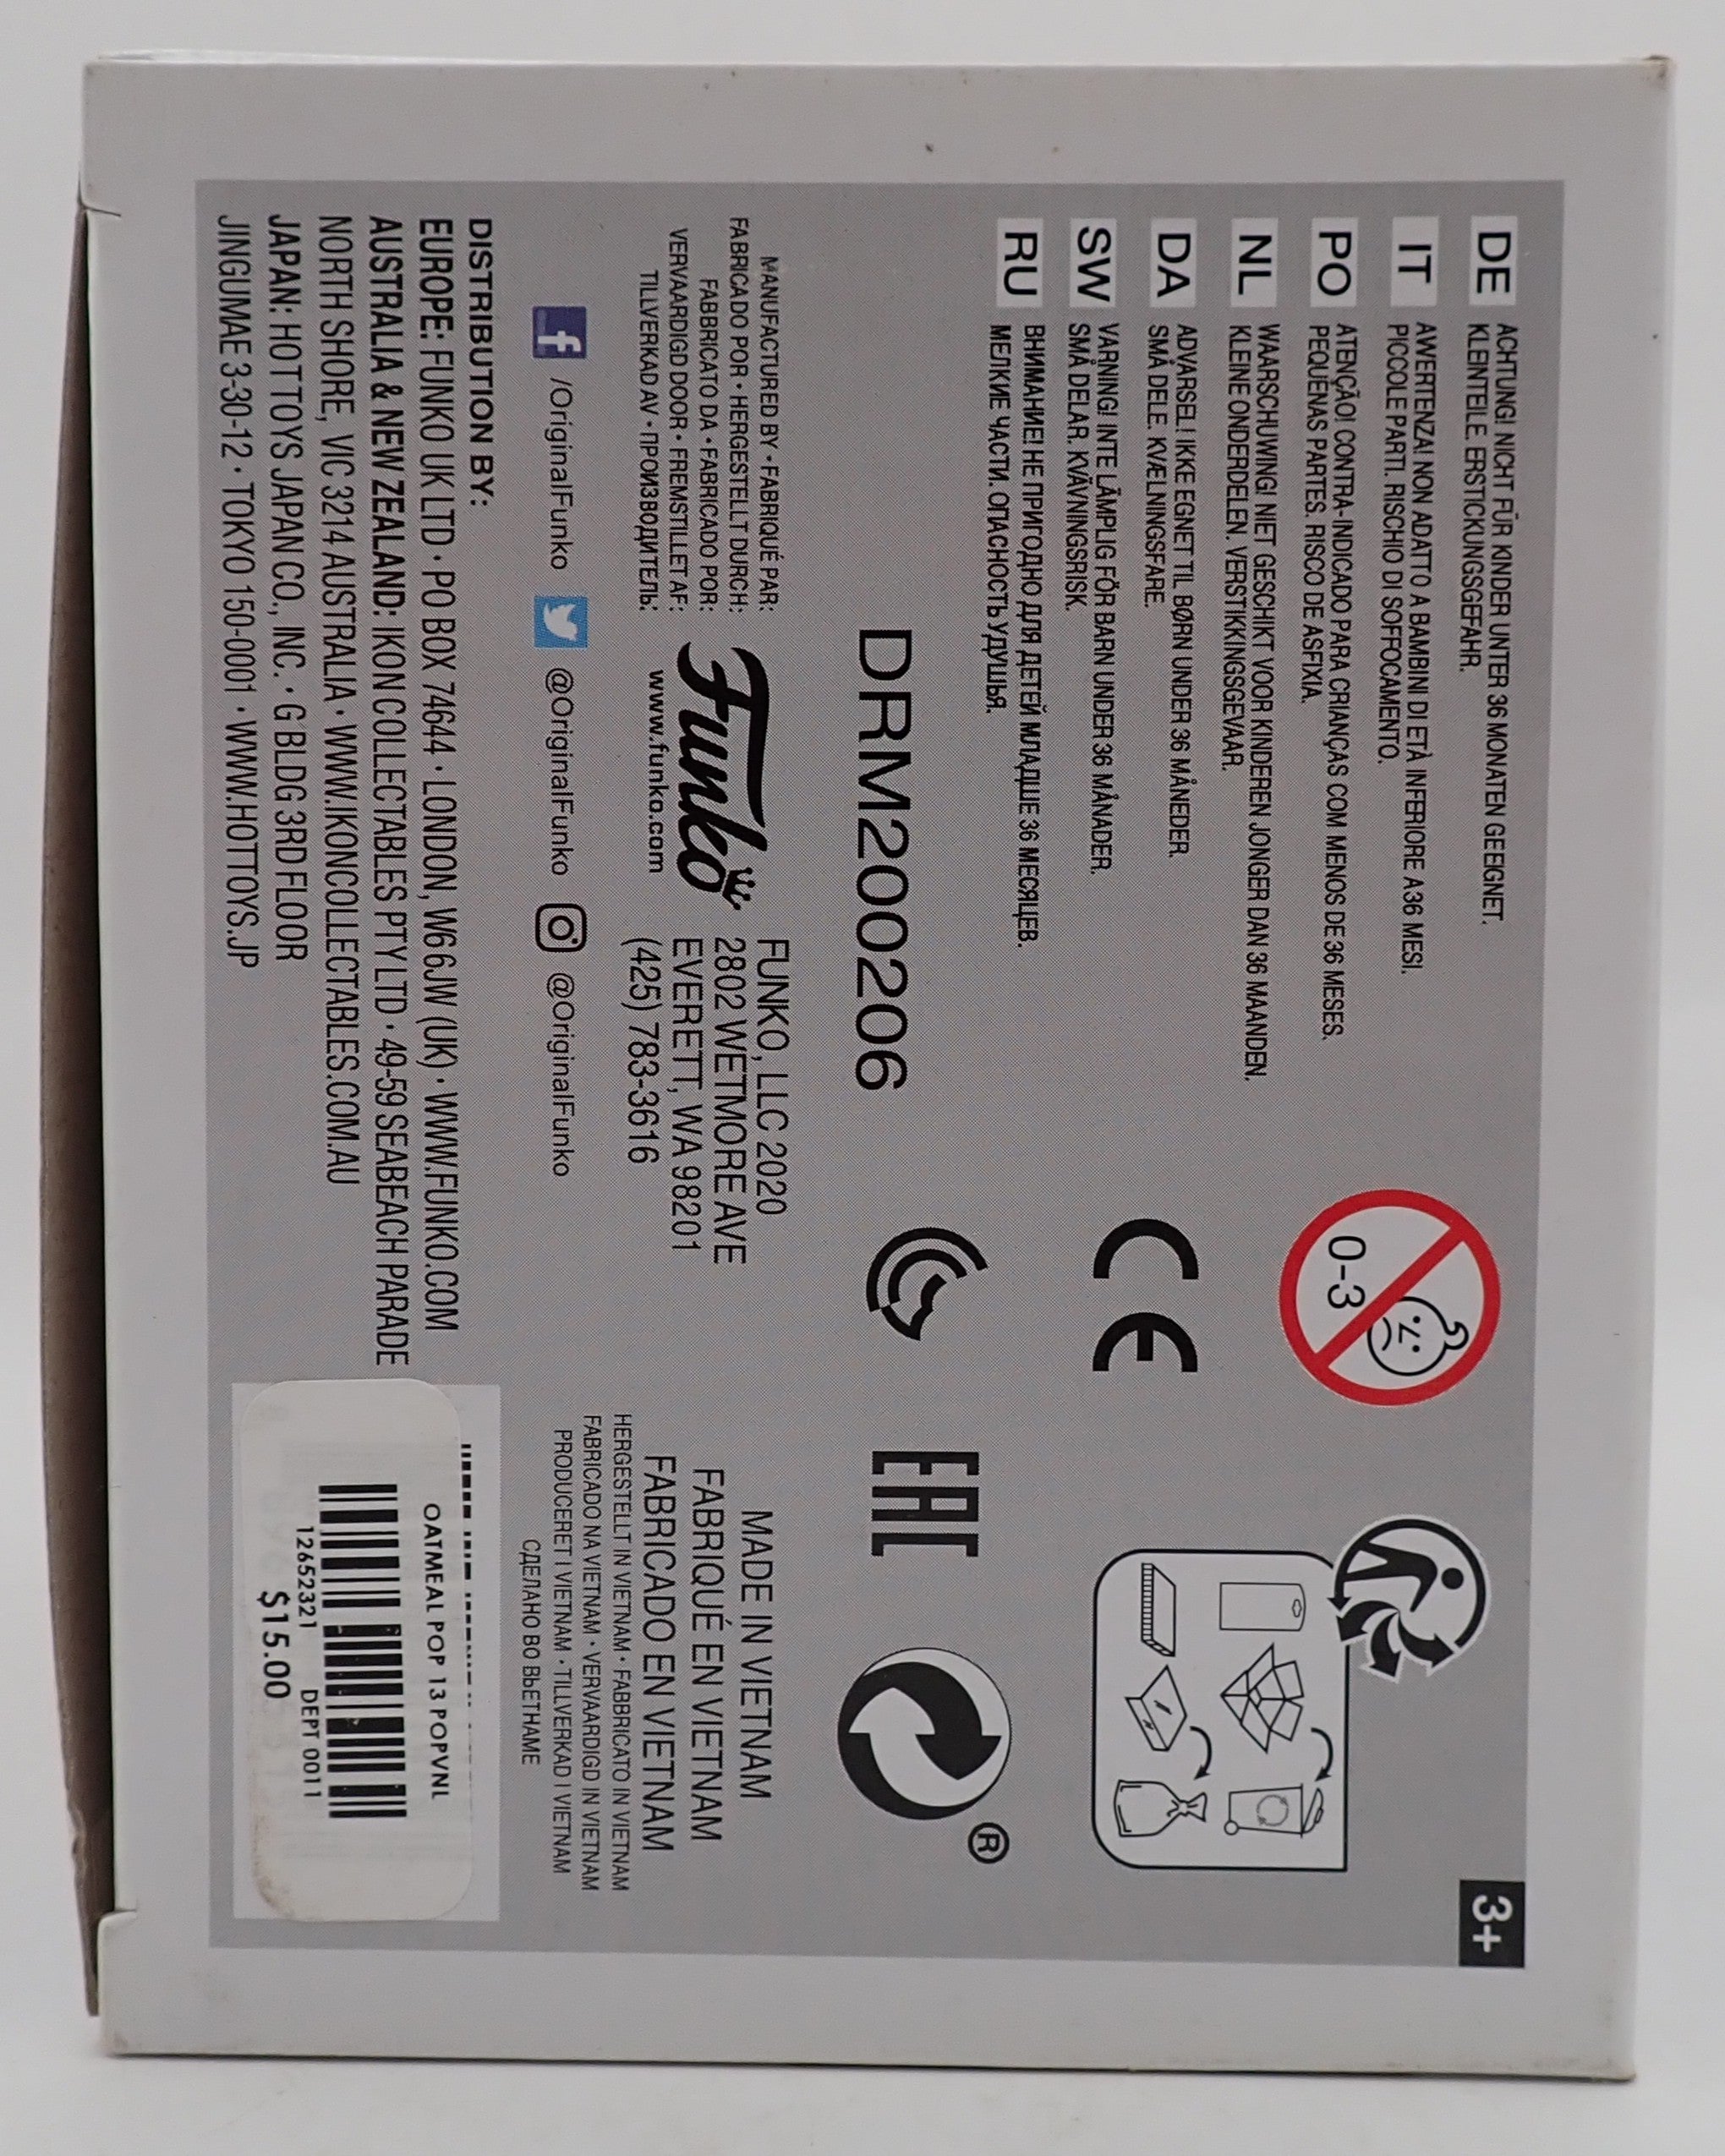 DE
ACHTUNG! NICHT FÜR KINDER UNTER 36 MONATEN GEEIGNET.
KLEINTEILE. ERSTICKUNGSGEFAHR.
IT
AWERTENZA! NON ADATTO A BAMBINI DI ETÀ INFERIORE A36 MESI.
PICCOLE PARTI. RISCHIO DI SOFFOCAMENTO.
PO
ATENÇÃO! CONTRA-INDICADO PARA CRIANÇAS COM MENOS DE 36 MESES.
PEQUENAS PARTES. RISCO DE ASFIXIA.
NL
WAARSCHUWING! NIET GESCHIKT VOOR KINDEREN JONGER DAN 36 MAANDEN.
KLEINE ONDERDELEN. VERSTIKKINGSGEVAAR.
DA
ADVARSEL! IKKE EGNET TIL BØRN UNDER 36 MÅNEDER.
SMÅ DELE. KVÆLNINGSFARE.
SW
VARNING! INTE LÄMPLIG FÖR BARN UNDER 36 MÅNADER.
SMÅ DELAR. KVÄVNINGSRISK.
RU
ВНИМАНИЕ! НЕ ПРИГОДНО ДЛЯ ДЕТЕЙ МЛАДШЕ 36 МЕСЯЦЕВ.
МЕЛКИЕ ЧАСТИ. ОПАСНОСТЬ УДУШЬЯ.
0-3
3+
CE
EAC
®
DRM200206
MANUFACTURED BY • FABRIQUÉ PAR:
FABRICADO POR • HERGESTELLT DURCH:
FABBRICATO DA • FABRICADO POR:
VERVAARDIGD DOOR • FREMSTILLET AF:
TILLVERKAD AV • ПРОИЗВОДИТЕЛЬ:
Funko
www.funko.com
FUNKO, LLC 2020
2802 WETMORE AVE
EVERETT, WA 98201
(425) 783-3616
MADE IN VIETNAM
FABRIQUÉ EN VIETNAM
FABRICADO EN VIETNAM
HERGESTELLT IN VIETNAM • FABBRICATO IN VIETNAM
FABRICADO NA VIETNAM • VERVAARDIGD IN VIETNAM
PRODUCERET I VIETNAM • TILLVERKAD I VIETNAM
СДЕЛАНО ВО ВЬЕТНАМЕ
/OriginalFunko
@OriginalFunko
@OriginalFunko
DISTRIBUTION BY:
EUROPE: FUNKO UK LTD • PO BOX 74644 • LONDON, W6 6JW (UK) • WWW.FUNKO.COM
AUSTRALIA & NEW ZEALAND: IKON COLLECTABLES PTY LTD • 49-59 SEABEACH PARADE
NORTH SHORE, VIC 3214 AUSTRALIA • WWW.IKONCOLLECTABLES.COM.AU
JAPAN: HOT TOYS JAPAN CO., INC. • G BLDG 3RD FLOOR
JINGUMAE 3-30-12 • TOKYO 150-0001 • WWW.HOTTOYS.JP
OATMEAL POP 13 POPVNL
12652321 DEPT 0011
$15.00